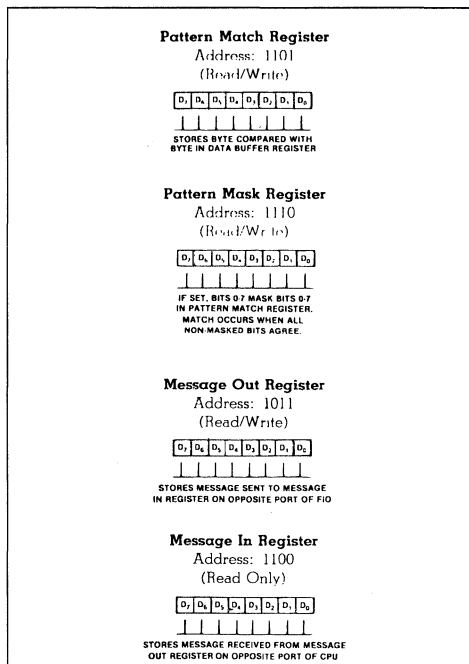 Pattern Match Register
Address: 1101
(Read/Write)
D7 D6 D5 D4 D3 D2 D1 D0
STORES BYTE COMPARED WITH
BYTE IN DATA BUFFER REGISTER
Pattern Mask Register
Address: 1110
(Read/Write)
D7 D6 D5 D4 D3 D2 D1 D0
IF SET, BITS 0-7 MASK BITS 0-7
IN PATTERN MATCH REGISTER.
MATCH OCCURS WHEN ALL
NON-MASKED BITS AGREE.
Message Out Register
Address: 1011
(Read/Write)
D7 D6 D5 D4 D3 D2 D1 D0
STORES MESSAGE SENT TO MESSAGE
IN REGISTER ON OPPOSITE PORT OF FIO
Message In Register
Address: 1100
(Read Only)
D7 D6 D5 D4 D3 D2 D1 D0
STORES MESSAGE RECEIVED FROM MESSAGE
OUT REGISTER ON OPPOSITE PORT OF CPU